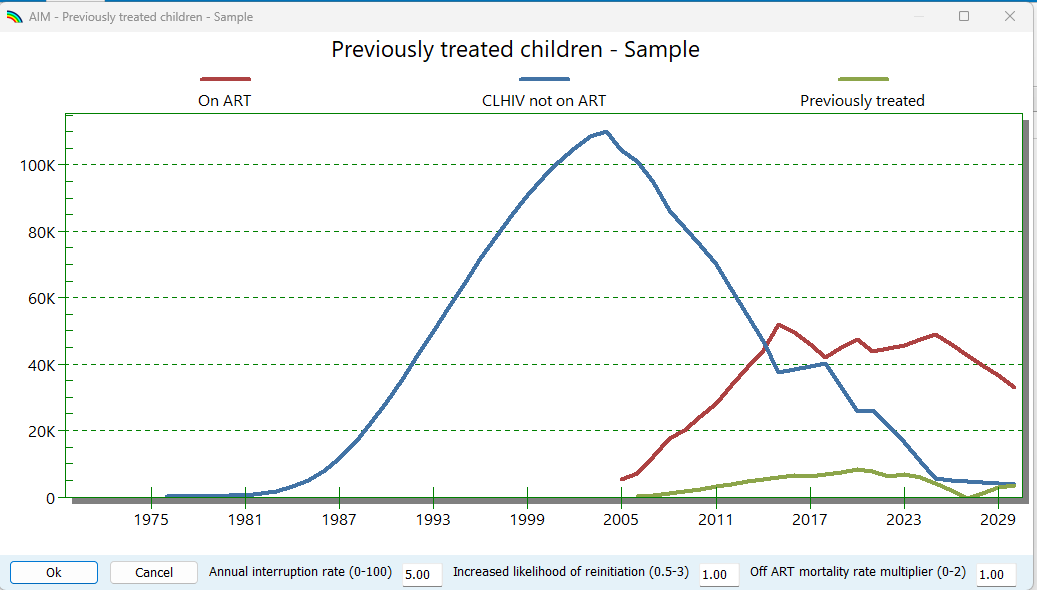 AIM - Previously treated children - Sample
Previously treated children - Sample
On ART CLHIV not on ART Previously treated
100K
80K
60K
40K
20K
0
1975 1981 1987 1993 1999 2005 2011 2017 2023 2029
Ok Cancel Annual interruption rate (0-100) 5.00 Increased likelihood of reinitiation (0.5-3) 1.00 Off ART mortality rate multiplier (0-2) 1.00